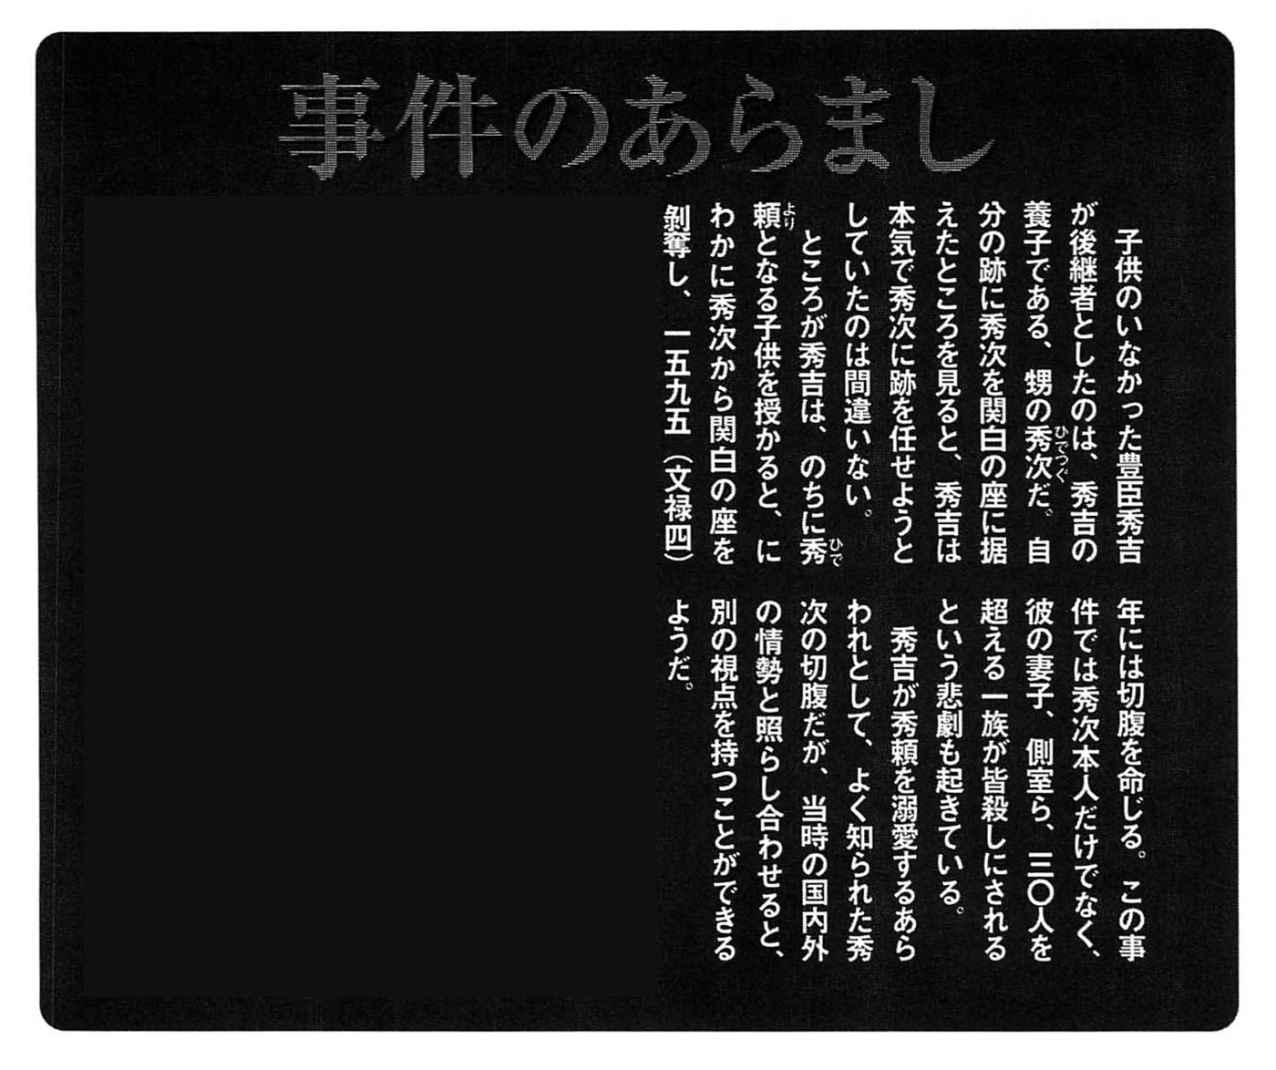 事件のあらまし
子供のいなかった豊臣秀吉
が後継者としたのは、秀吉の
養子である、甥の秀次だ。自
ひでつぐ
分の跡に秀次を関白の座に据
えたところを見ると、秀吉は
本気で秀次に跡を任せようと
していたのは間違いない。
ところが秀吉は、のちに秀
ひで
頼となる子供を授かると、に
より
わかに秀次から関白の座を
剝奪し、一五九五（文禄四）
年には切腹を命じる。この事
件では秀次本人だけでなく、
彼の妻子、側室ら、三〇人を
超える一族が皆殺しにされる
という悲劇も起きている。
秀吉が秀頼を溺愛するあら
われとして、よく知られた秀
次の切腹だが、当時の国内外
の情勢と照らし合わせると、
別の視点を持つことができる
ようだ。